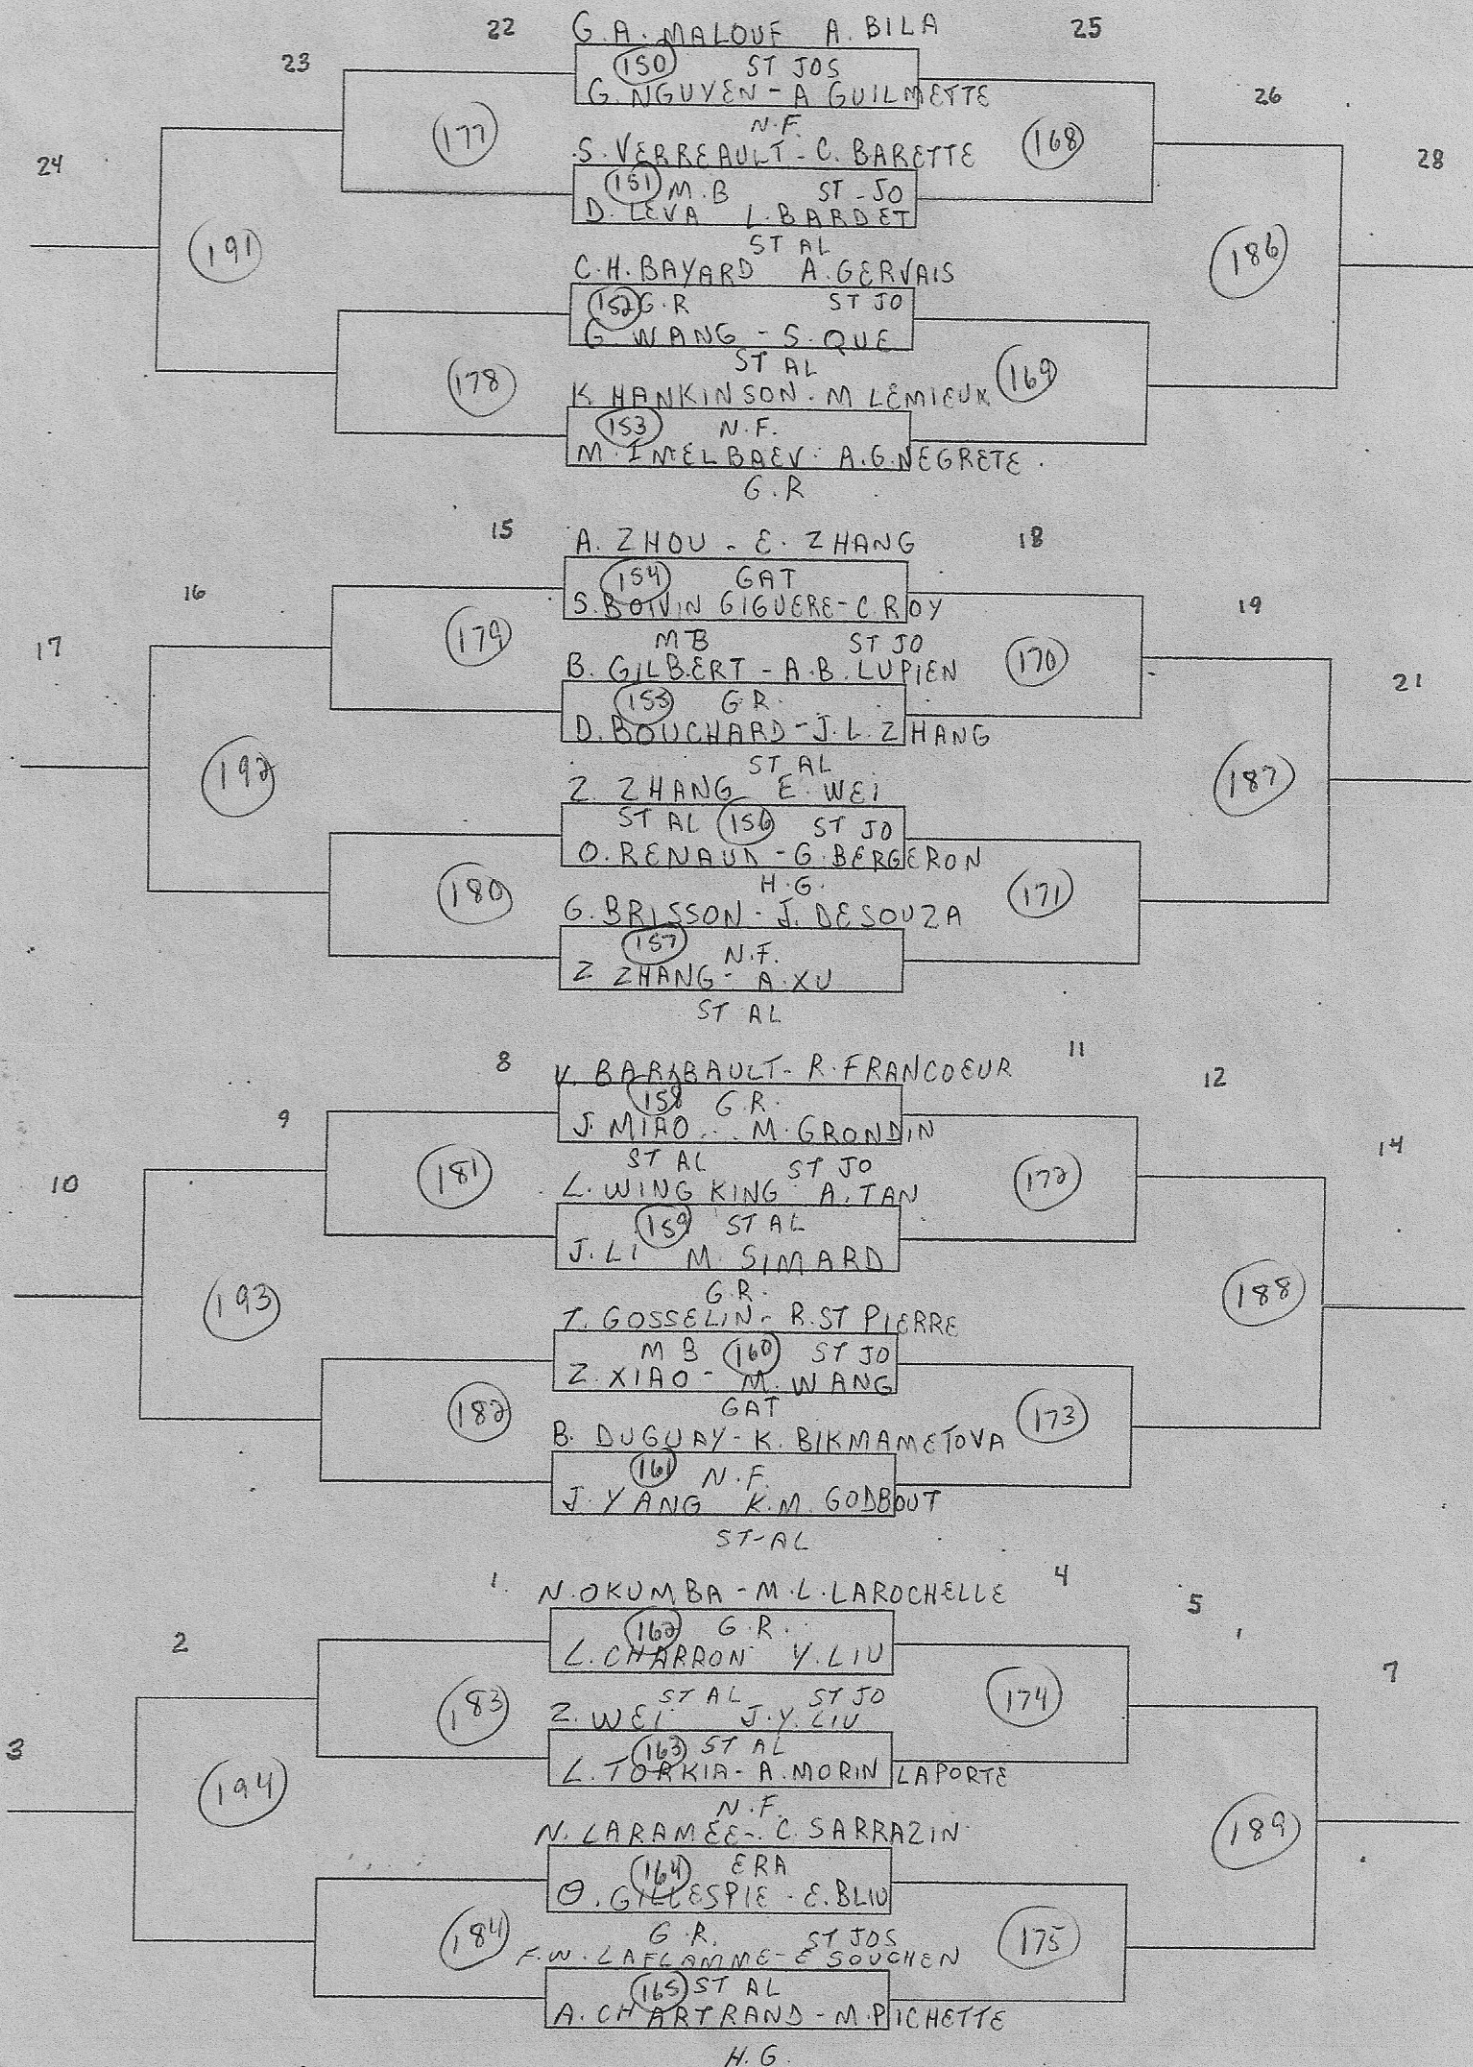 22 G.A. MALOUF A. BILA 25
23 (150) ST JOS
G. NGUYEN - A GUILMETTE 26
(177) N.F. (168)
24 S. VERREAULT - C. BARETTE 28
(151) M.B ST-JO
D. LEVA L. BARDET
(191) ST AL (186)
C.H. BAYARD A. GERVAIS
(152) G.R ST JO
G WANG - S. QUE
(178) ST AL (169)
K HANKINSON. M LEMIEUX
(153) N.F.
M. IMELBAEV. A.G. NEGRETE.
G.R
15 A. ZHOU - E. ZHANG 18
16 (154) GAT
S. BOIVIN GIGUERE - C. ROY 19
(179) MB ST JO (170)
17 B. GILBERT - A.B. LUPIEN 21
(155) G.R.
D. BOUCHARD - J.L. ZHANG
(192) ST AL (187)
Z ZHANG E. WEI
ST AL (156) ST JO
O. RENAUD - G. BERGERON
(180) H.G. (171)
G. BRISSON - J. DESOUZA
(157) N.F.
Z ZHANG - A. XU
ST AL
8 V. BARIBAULT - R. FRANCOEUR 11
9 (158) G.R. 12
J. MIAO M. GRONDIN
10 (181) ST AL ST JO (172) 14
L. WING KING A. TAN
(159) ST AL
J. LI M. SIMARD
(193) G.R. (188)
T. GOSSELIN - R. ST PIERRE
M B (160) ST JO
Z. XIAO - M. WANG
(182) GAT (173)
B. DUGUAY - K. BIKMAMETOVA
(161) N.F.
J. YANG K.M. GODBOUT
ST-AL
1. N. OKUMBA - M.L. LAROCHELLE 4
2 (162) G.R. 5
L. CHARRON Y. LIU 7
(183) ST AL ST JO (174)
3 Z. WEI J.Y. LIU
(163) ST AL
L. TORKIA - A. MORIN LAPORTE
(194) N.F. (189)
N. LARAMÉE - C. SARRAZIN
(164) ERA
O. GILLESPIE - E. BLIU
(184) G.R. ST JOS (175)
F.W. LAFLAMME - E SOUCHEN
(165) ST AL
A. CHARTRAND - M. PICHETTE
H.G.